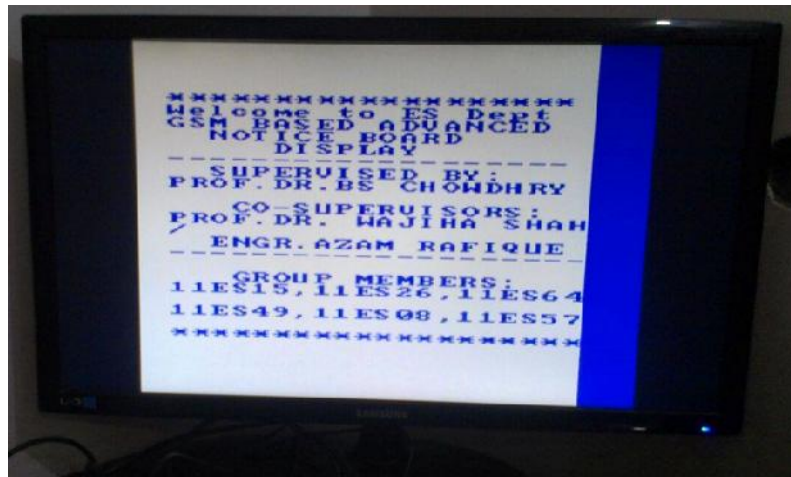 *******************
Welcome to ES Dept
GSM BASED ADVANCED
NOTICE BOARD
DISPLAY
-------------------
SUPERVISED BY:
PROF.DR.BS CHOWDHRY
CO-SUPERVISORS:
PROF.DR. WAJIHA SHAH
/
ENGR.AZAM RAFIQUE
-------------------
GROUP MEMBERS:
11ES15,11ES26,11ES64
11ES49,11ES08,11ES57
*******************
SAMSUNG